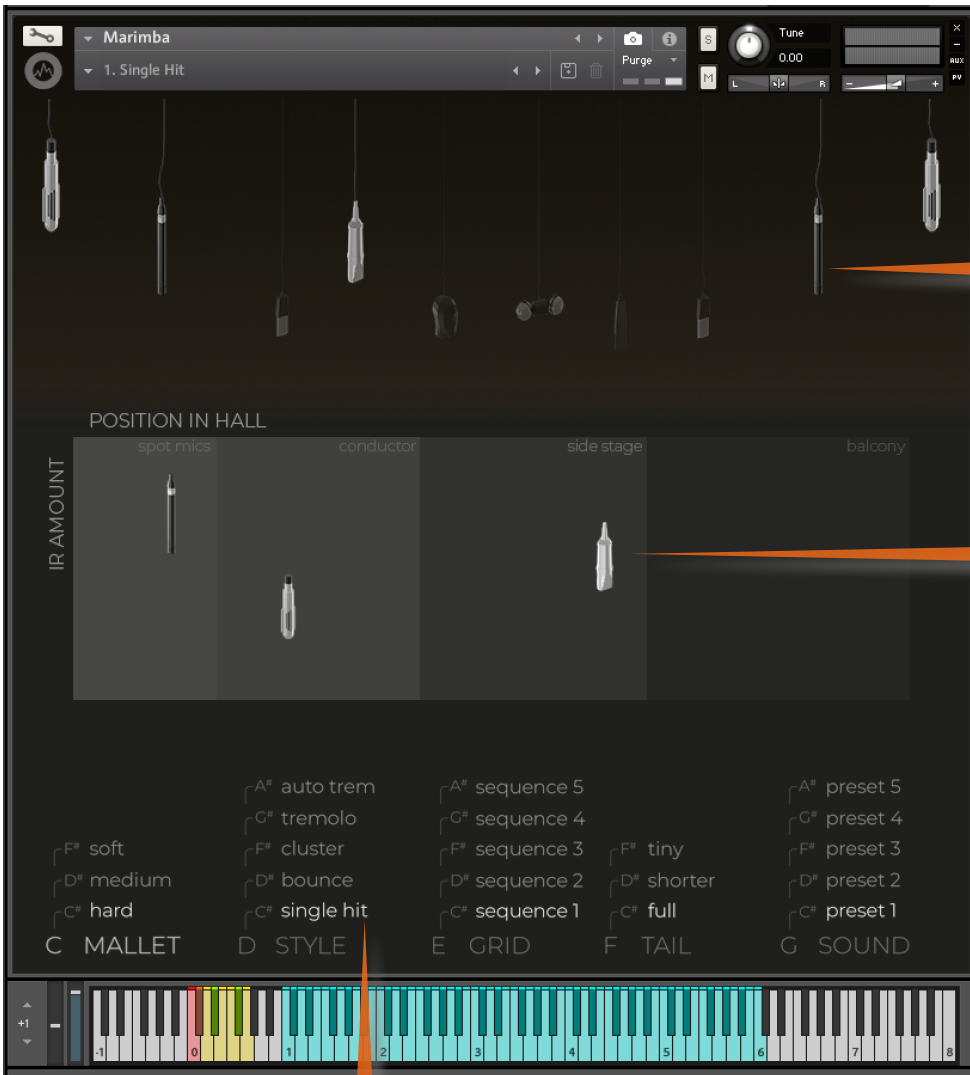 Marimba
S
Tune
×
−
1. Single Hit
Purge
0.00
AUX
M
L R
− +
PV
POSITION IN HALL
spot mics conductor side stage balcony
IR AMOUNT
A# auto trem A# sequence 5 A# preset 5
G# tremolo G# sequence 4 G# preset 4
F# soft F# cluster F# sequence 3 F# tiny F# preset 3
D# medium D# bounce D# sequence 2 D# shorter D# preset 2
C# hard C# single hit C# sequence 1 C# full C# preset 1
C MALLET D STYLE E GRID F TAIL G SOUND
+1
-1 0 1 2 3 4 5 6 7 8